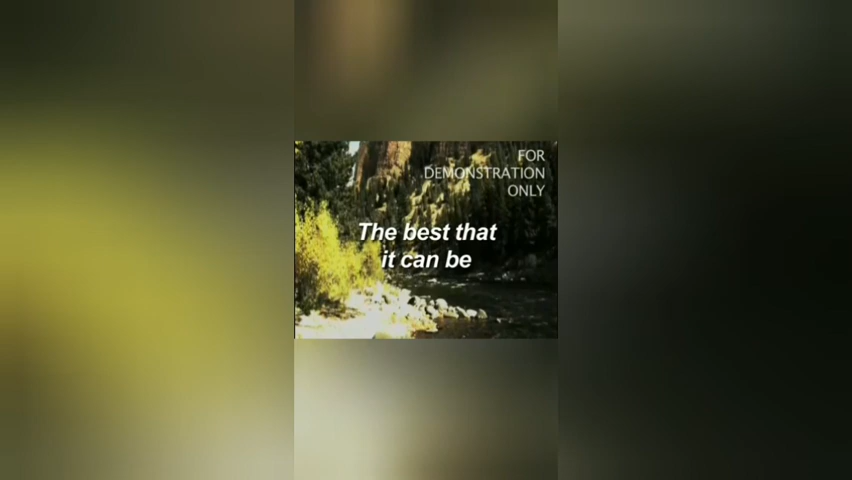 FOR
DEMONSTRATION
ONLY
The best that
it can be